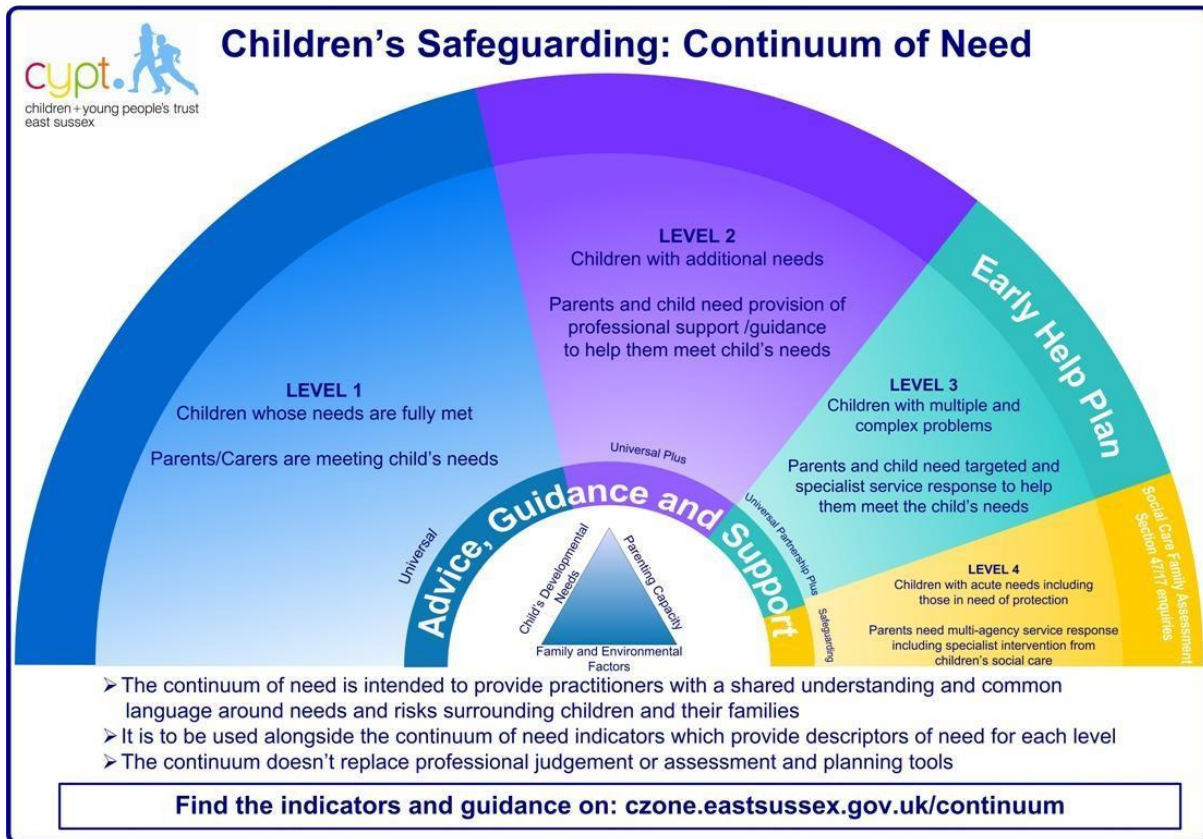 Children's Safeguarding: Continuum of Need
cypt.
children + young people's trust
east sussex
LEVEL 1
Children whose needs are fully met
Parents/Carers are meeting child's needs
LEVEL 2
Children with additional needs
Parents and child need provision of
professional support /guidance
to help them meet child's needs
LEVEL 3
Children with multiple and
complex problems
Parents and child need targeted and
specialist service response to help
them meet the child's needs
Early Help Plan
LEVEL 4
Children with acute needs including
those in need of protection
Parents need multi-agency service response
including specialist intervention from
children's social care
Social Care Family Assessment
Section 47/17 enquiries
Universal
Universal Plus
Universal Partnership Plus
Safeguarding
Advice, Guidance and Support
Child's Developmental
Needs
Parenting Capacity
Family and Environmental
Factors
➤ The continuum of need is intended to provide practitioners with a shared understanding and common
language around needs and risks surrounding children and their families
➤ It is to be used alongside the continuum of need indicators which provide descriptors of need for each level
➤ The continuum doesn't replace professional judgement or assessment and planning tools
Find the indicators and guidance on: czone.eastsussex.gov.uk/continuum